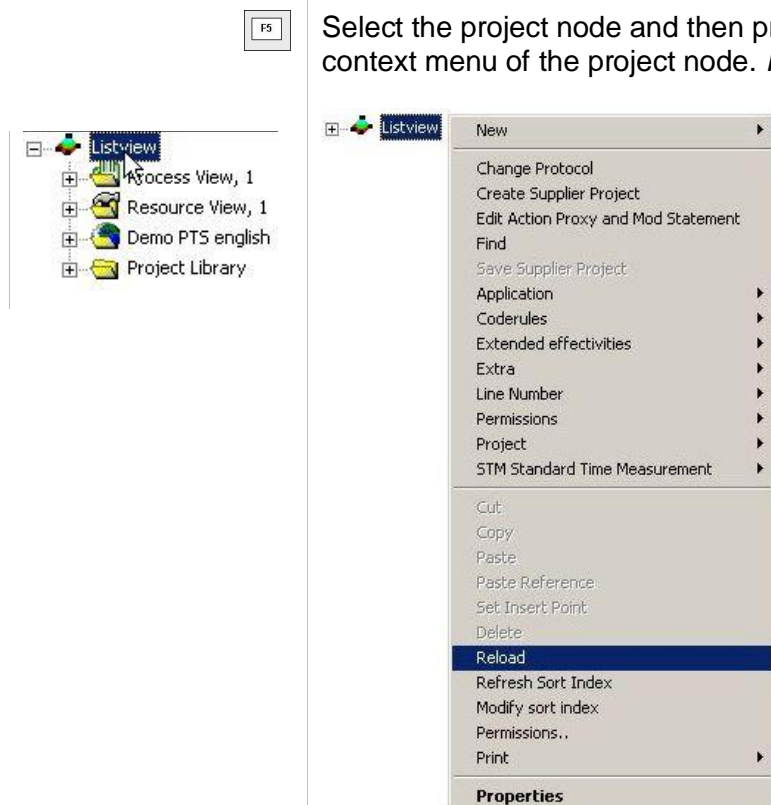 F5
Select the project node and then pr
context menu of the project node.
Listview
Process View, 1
Resource View, 1
Demo PTS english
Project Library
Listview
New
Change Protocol
Create Supplier Project
Edit Action Proxy and Mod Statement
Find
Save Supplier Project
Application
Coderules
Extended effectivities
Extra
Line Number
Permissions
Project
STM Standard Time Measurement
Cut
Copy
Paste
Paste Reference
Set Insert Point
Delete
Reload
Refresh Sort Index
Modify sort index
Permissions..
Print
Properties